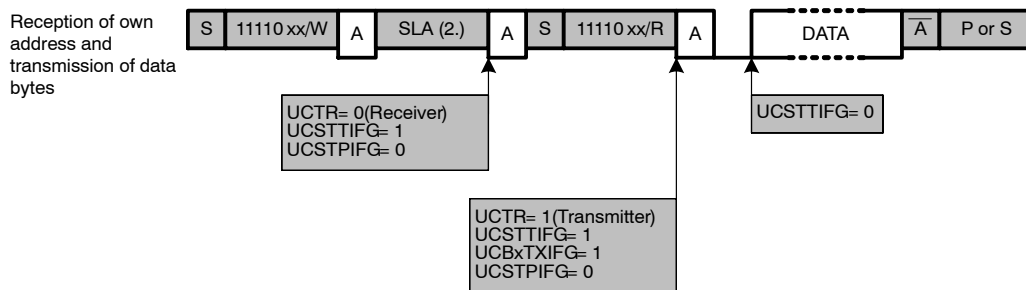 Reception of own
address and
transmission of data
bytes
S 11110 xx/W A SLA (2.) A S 11110 xx/R A DATA A P or S
UCTR= 0(Receiver)
UCSTTIFG= 1
UCSTPIFG= 0
UCSTTIFG= 0
UCTR= 1(Transmitter)
UCSTTIFG= 1
UCBxTXIFG= 1
UCSTPIFG= 0